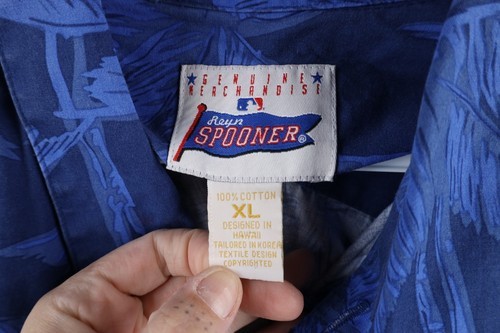 GENUINE
MERCHANDISE
Reyn
SPOONER®
100% COTTON
XL
DESIGNED IN
HAWAII
TAILORED IN KOREA
TEXTILE DESIGN
COPYRIGHTED